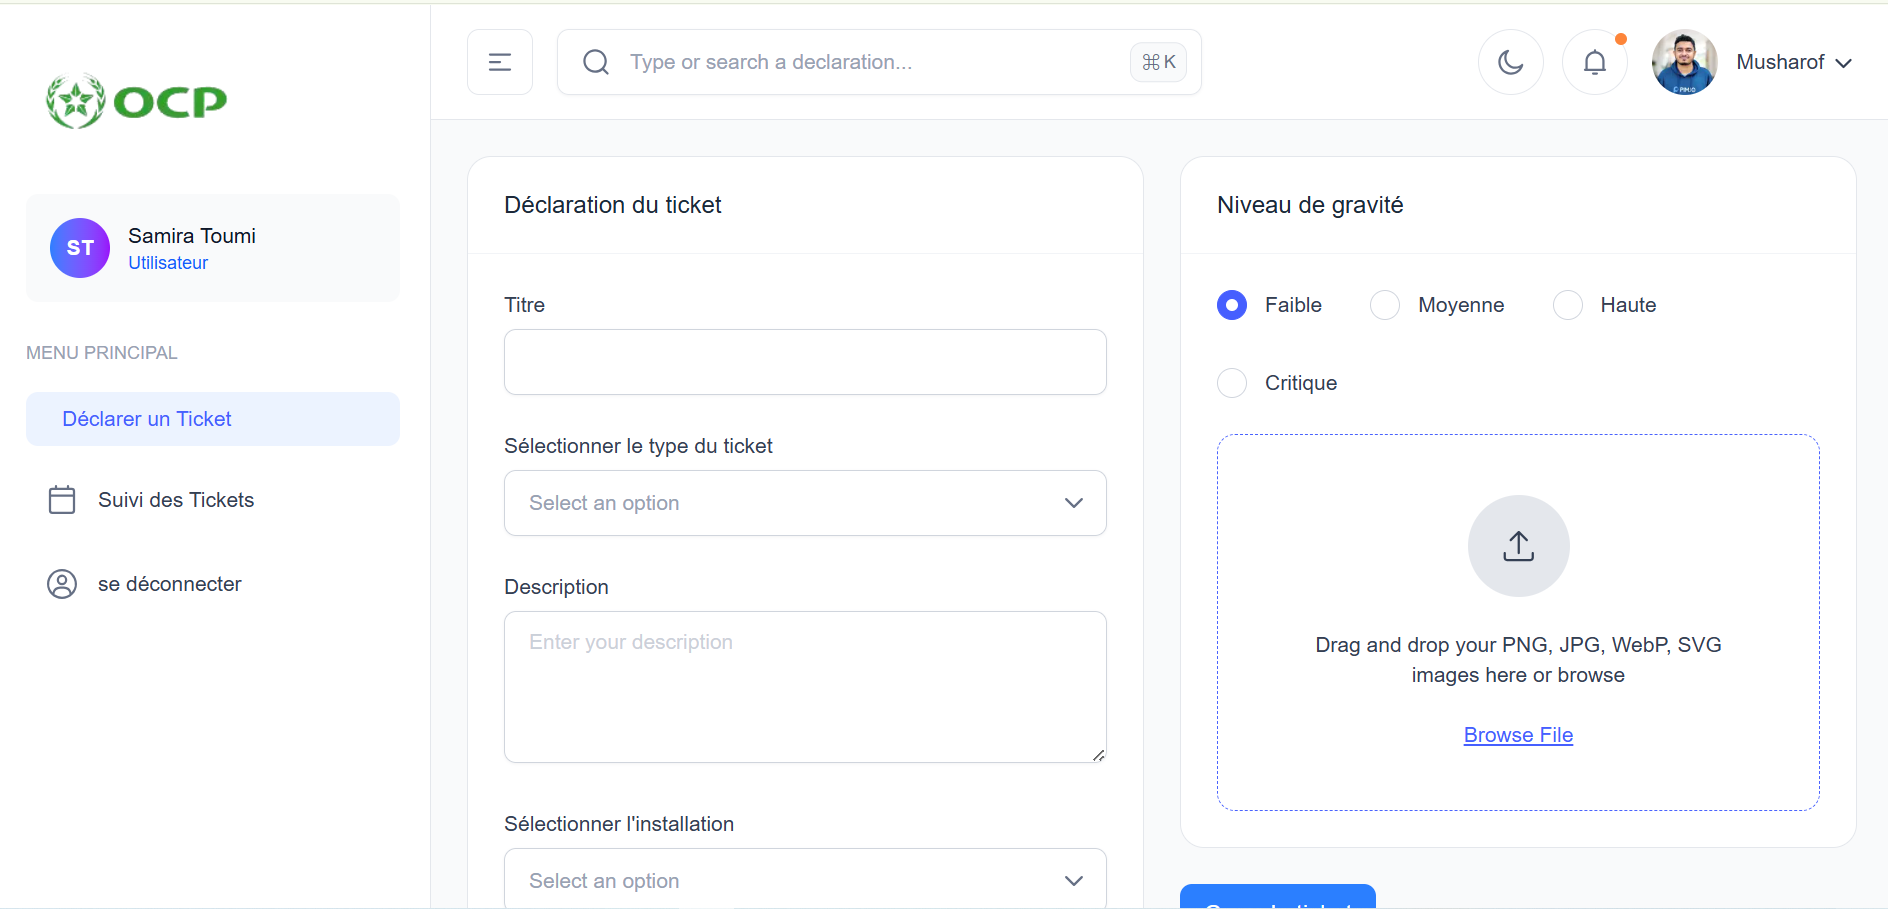 OCP
Type or search a declaration...
⌘K
Musharof
ST
Samira Toumi
Utilisateur
MENU PRINCIPAL
Déclarer un Ticket
Suivi des Tickets
se déconnecter
Déclaration du ticket
Titre
Sélectionner le type du ticket
Select an option
Description
Enter your description
Sélectionner l'installation
Select an option
Niveau de gravité
Faible
Moyenne
Haute
Critique
Drag and drop your PNG, JPG, WebP, SVG
images here or browse
Browse File